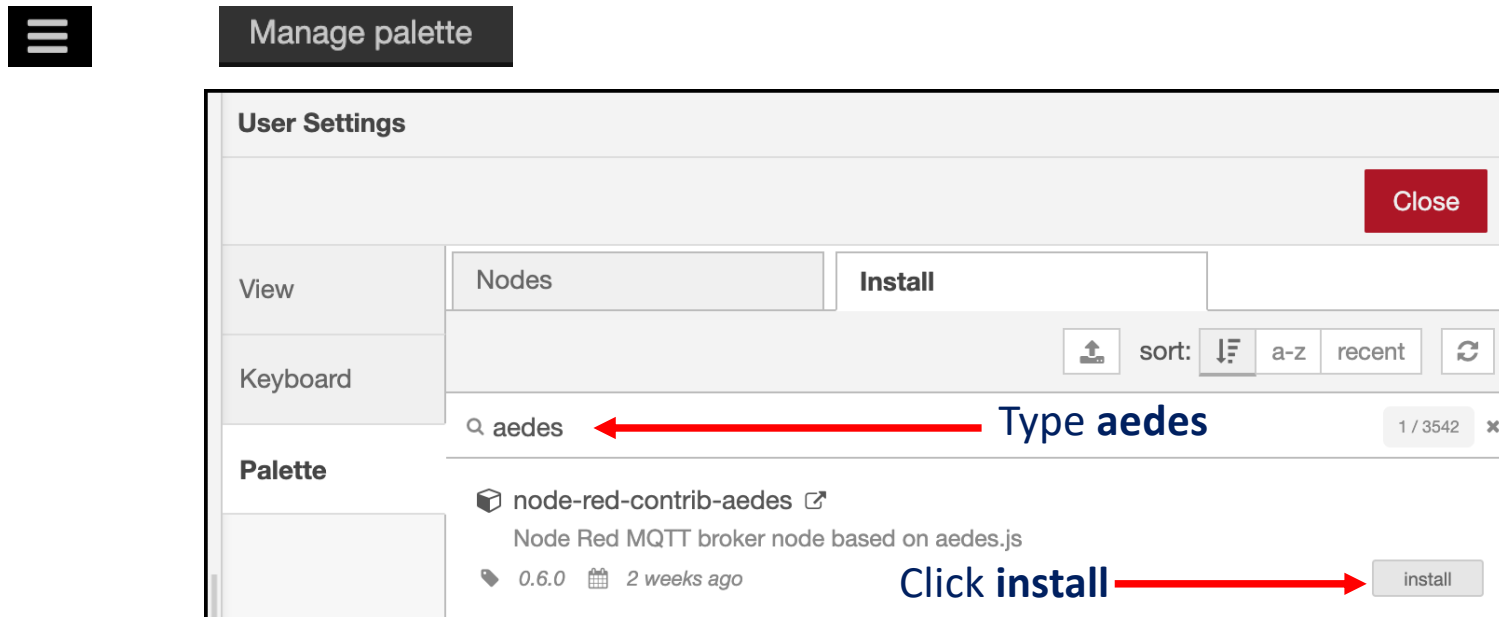 Manage palette
User Settings
Close
View
Nodes
Install
sort:
a-z
recent
Keyboard
aedes
Type aedes
1 / 3542
Palette
node-red-contrib-aedes
Node Red MQTT broker node based on aedes.js
0.6.0
2 weeks ago
Click install
install